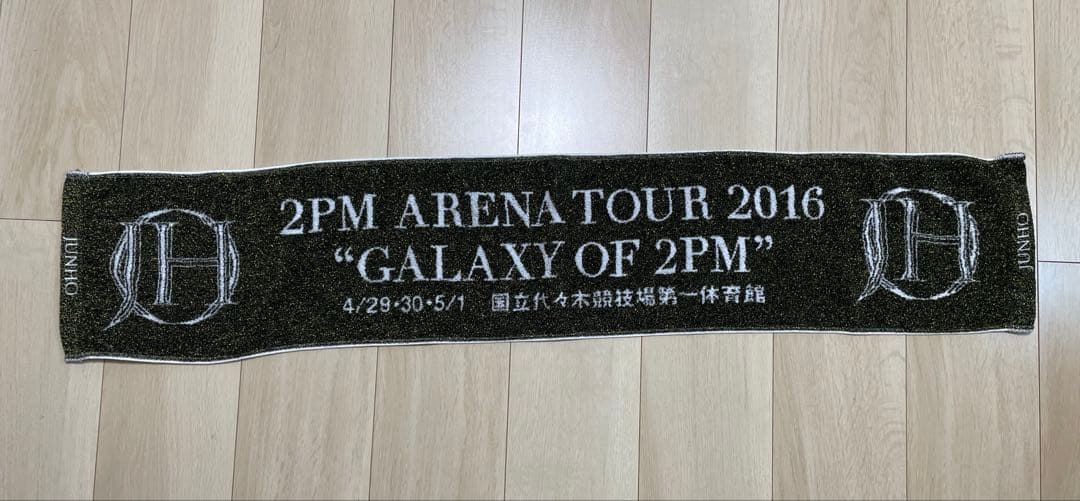 JUNHO
2PM ARENA TOUR 2016
“GALAXY OF 2PM”
4/29・30・5/1 国立代々木競技場第一体育館
JUNHO